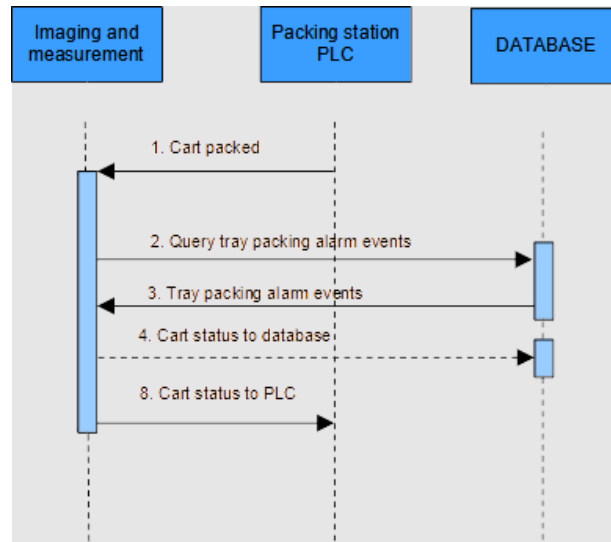 Imaging and
measurement
Packing station
PLC
DATABASE
1. Cart packed
2. Query tray packing alarm events
3. Tray packing alarm events
4. Cart status to database
8. Cart status to PLC